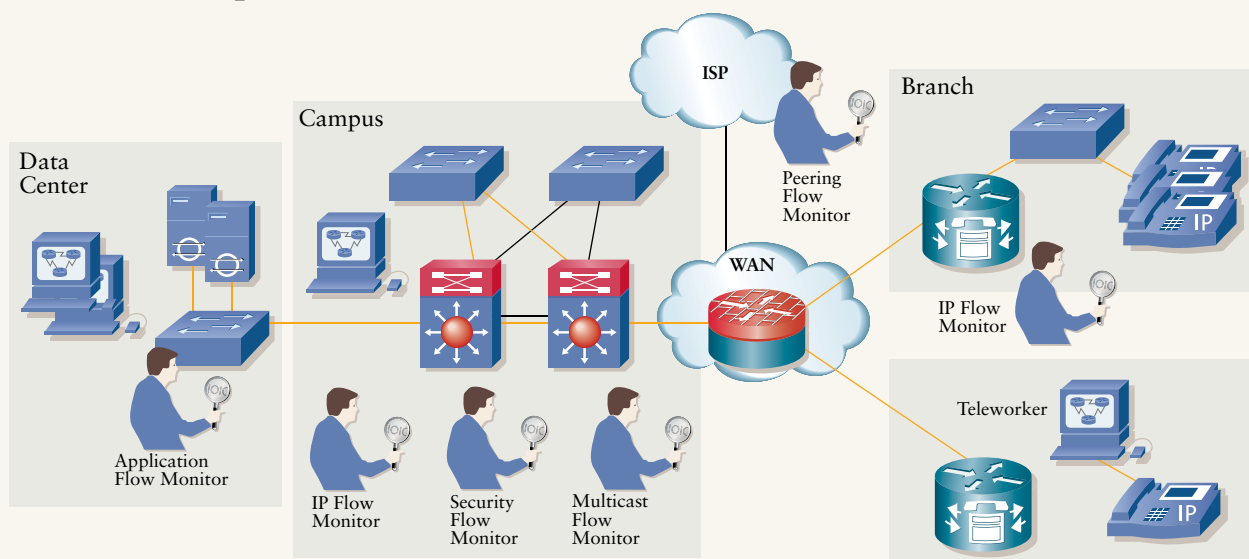 ISP
Branch
Campus
Data
Center
Peering
Flow
Monitor
IP
IP
WAN
IP Flow
Monitor
Teleworker
Application
Flow Monitor
IP Flow
Monitor
Security
Flow
Monitor
Multicast
Flow
Monitor
IP